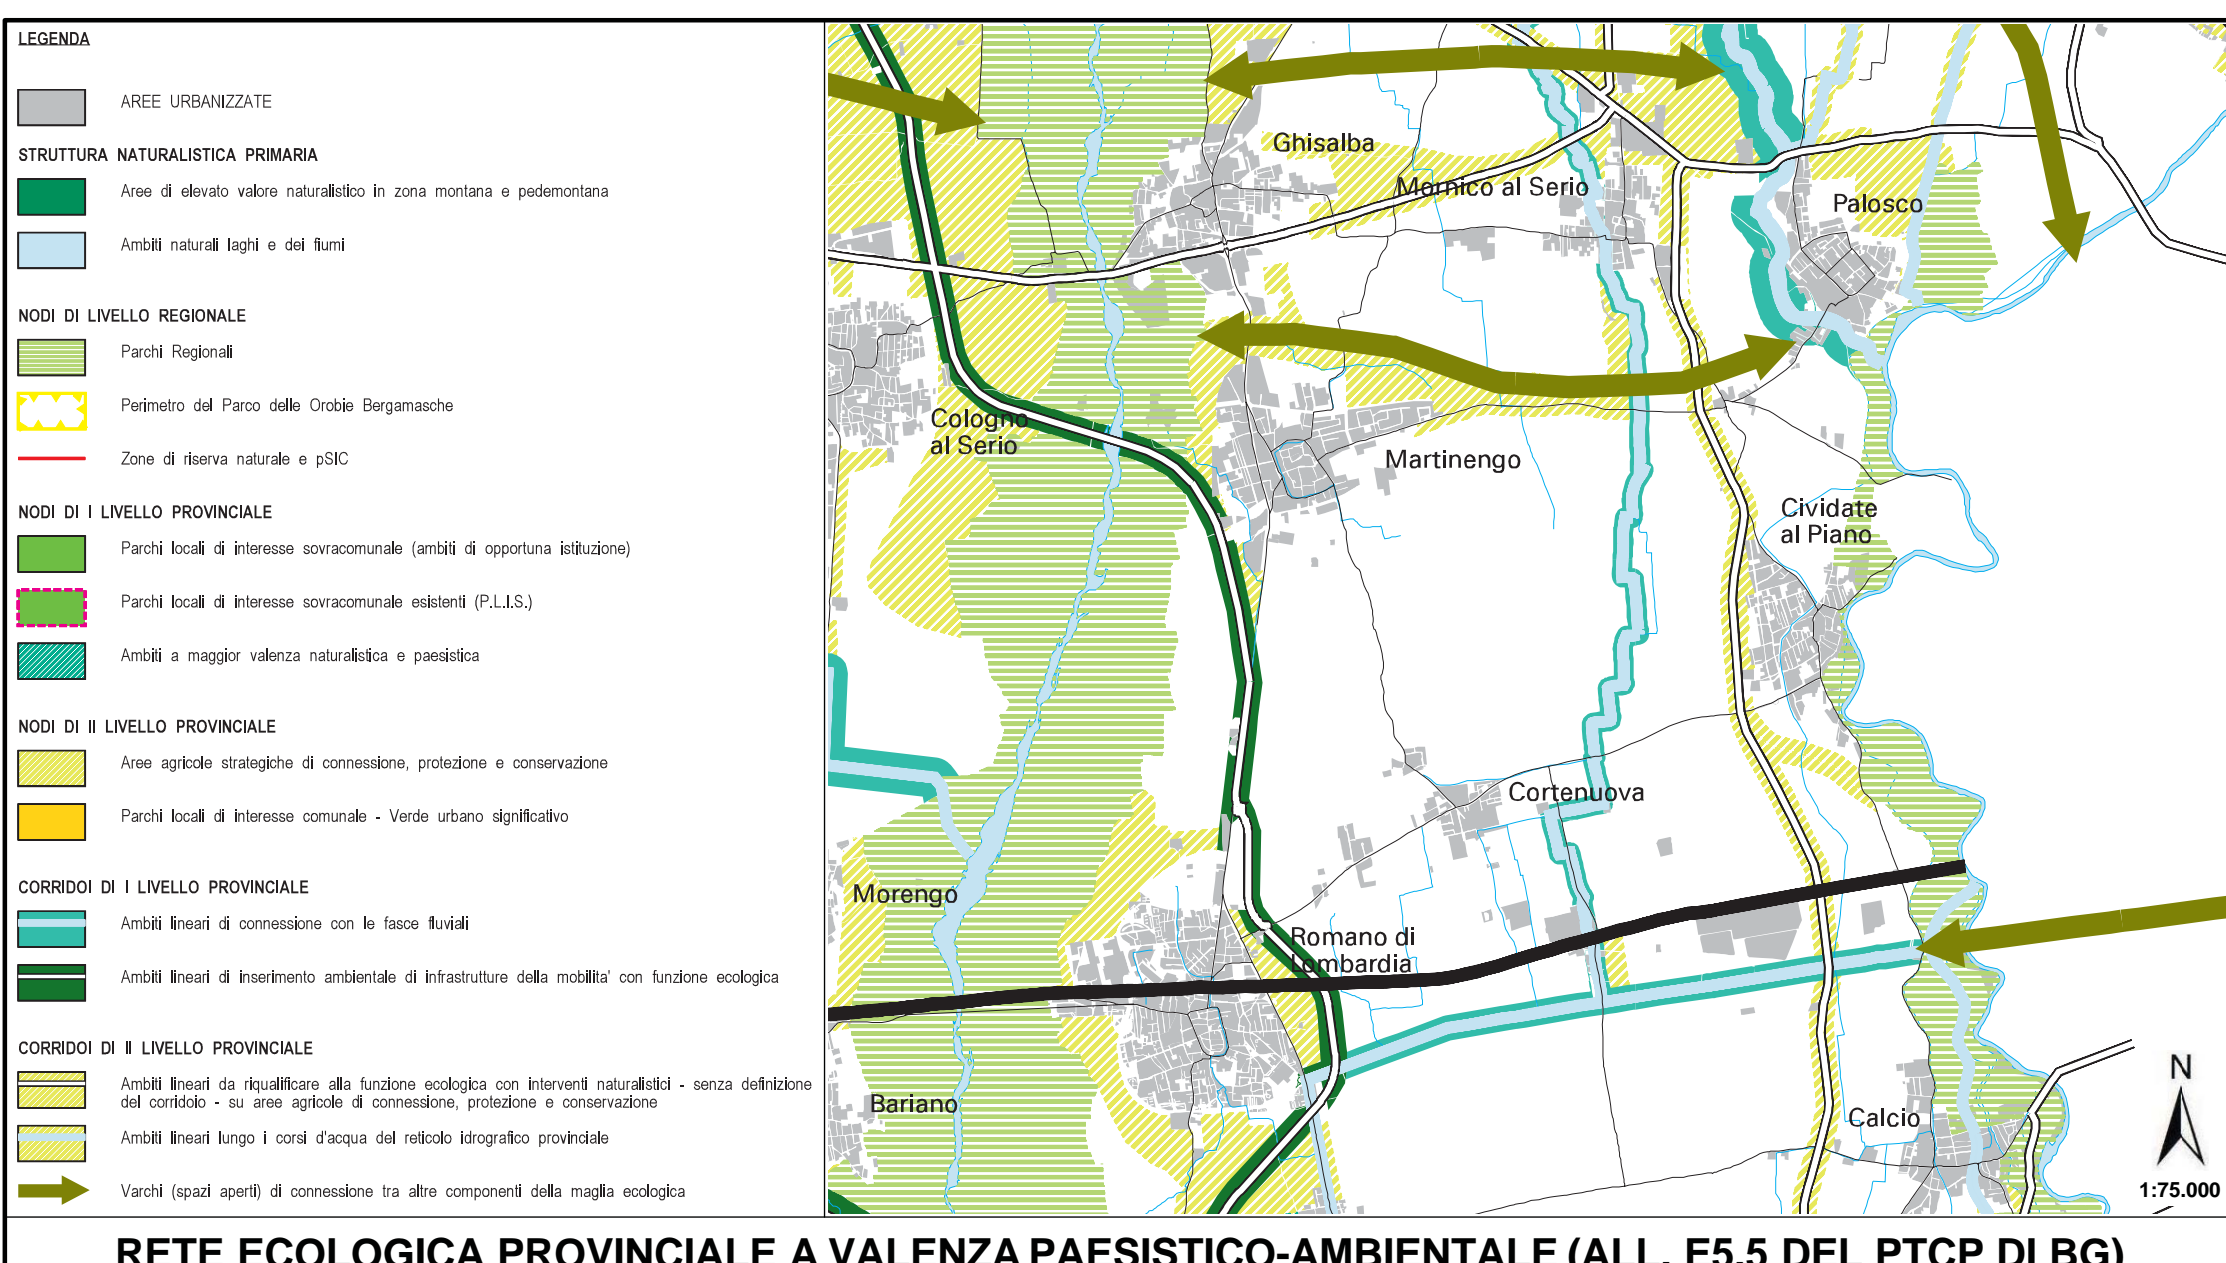 LEGENDA
AREE URBANIZZATE
STRUTTURA NATURALISTICA PRIMARIA
Aree di elevato valore naturalistico in zona montana e pedemontana
Ambiti naturali laghi e dei fiumi
NODI DI LIVELLO REGIONALE
Parchi Regionali
Perimetro del Parco delle Orobie Bergamasche
Zone di riserva naturale e pSIC
NODI DI I LIVELLO PROVINCIALE
Parchi locali di interesse sovracomunale (ambiti di opportuna istituzione)
Parchi locali di interesse sovracomunale esistenti (P.L.I.S.)
Ambiti a maggior valenza naturalistica e paesistica
NODI DI II LIVELLO PROVINCIALE
Aree agricole strategiche di connessione, protezione e conservazione
Parchi locali di interesse comunale - Verde urbano significativo
CORRIDOI DI I LIVELLO PROVINCIALE
Ambiti lineari di connessione con le fasce fluviali
Ambiti lineari di inserimento ambientale di infrastrutture della mobilita' con funzione ecologica
CORRIDOI DI II LIVELLO PROVINCIALE
Ambiti lineari da riqualificare alla funzione ecologica con interventi naturalistici - senza definizione
del corridoio - su aree agricole di connessione, protezione e conservazione
Ambiti lineari lungo i corsi d'acqua del reticolo idrografico provinciale
Varchi (spazi aperti) di connessione tra altre componenti della maglia ecologica
Ghisalba
Mornico al Serio
Palosco
Cologno
al Serio
Martinengo
Cividate
al Piano
Cortenuova
Morengo
Romano di
Lombardia
Bariano
Calcio
N
1:75.000
RETE ECOLOGICA PROVINCIALE A VALENZA PAESISTICO-AMBIENTALE (ALL. E5.5 DEL PTCP DI BG)